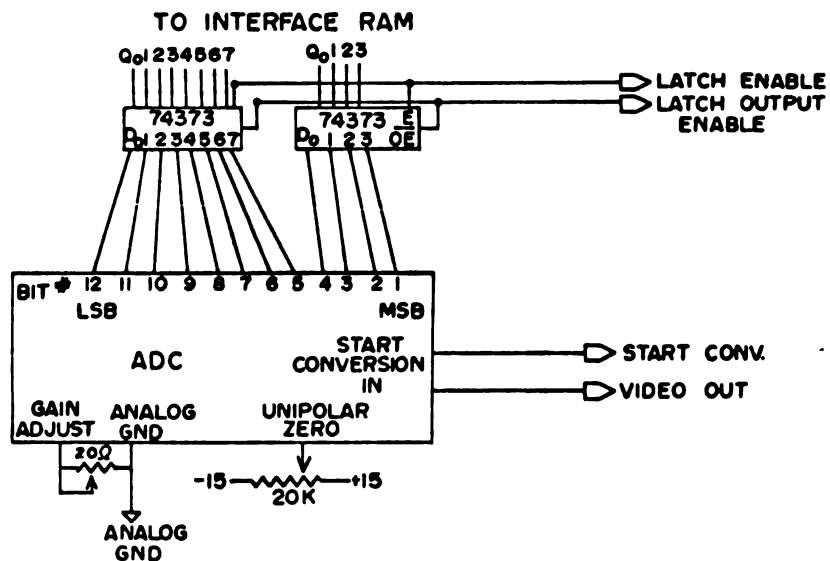 TO INTERFACE RAM
Q0 1 2 3 4 5 6 7
Q0 1 2 3
LATCH ENABLE
LATCH OUTPUT
ENABLE
74373
D0 1 2 3 4 5 6 7
74373 E
D0 1 2 3 OE
BIT # 12 11 10 9 8 7 6 5 4 3 2 1
LSB MSB
ADC
START
CONVERSION
IN
START CONV.
VIDEO OUT
GAIN
ADJUST
ANALOG
GND
UNIPOLAR
ZERO
20Ω
-15 +15
20K
ANALOG
GND